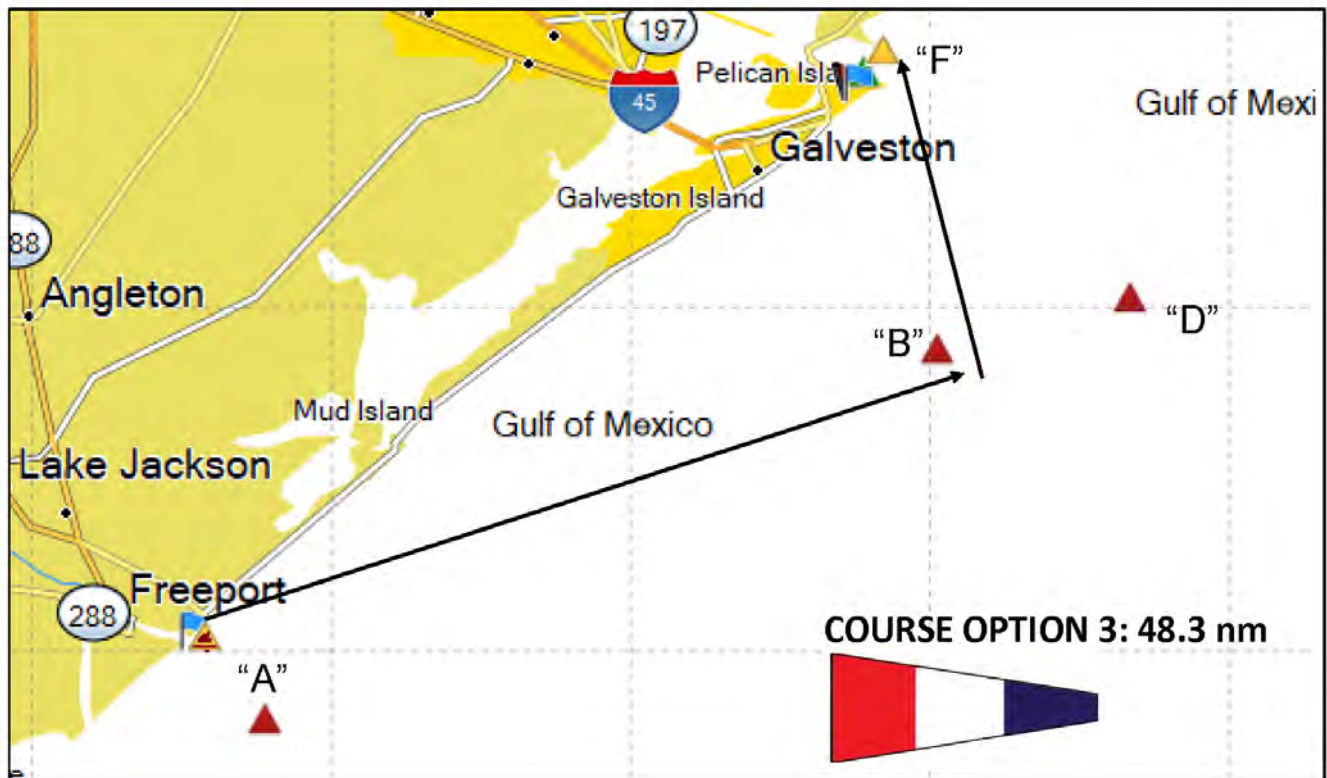 197
"F"
Pelican Isla
45
Gulf of Mexi
Galveston
Galveston Island
88
Angleton
"D"
"B"
Mud Island
Gulf of Mexico
Lake Jackson
Freeport
288
COURSE OPTION 3: 48.3 nm
"A"